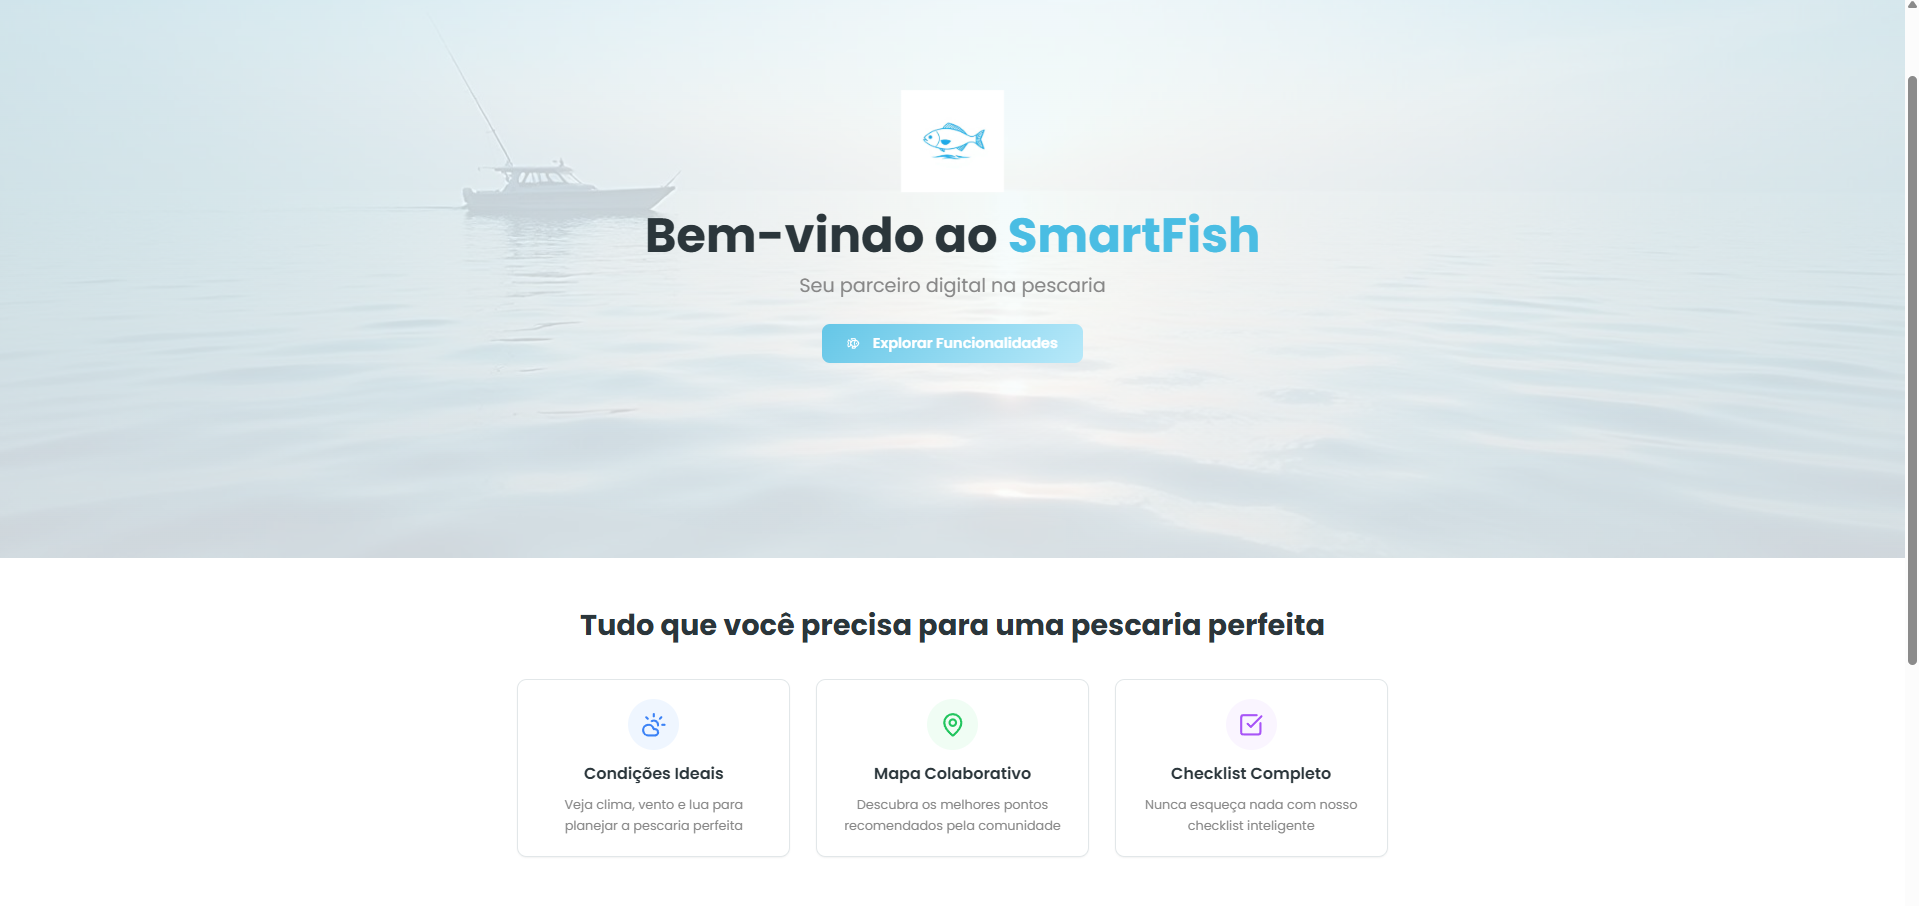 Bem-vindo ao SmartFish
Seu parceiro digital na pescaria
Explorar Funcionalidades
Tudo que você precisa para uma pescaria perfeita
Condições Ideais
Veja clima, vento e lua para
planejar a pescaria perfeita
Mapa Colaborativo
Descubra os melhores pontos
recomendados pela comunidade
Checklist Completo
Nunca esqueça nada com nosso
checklist inteligente